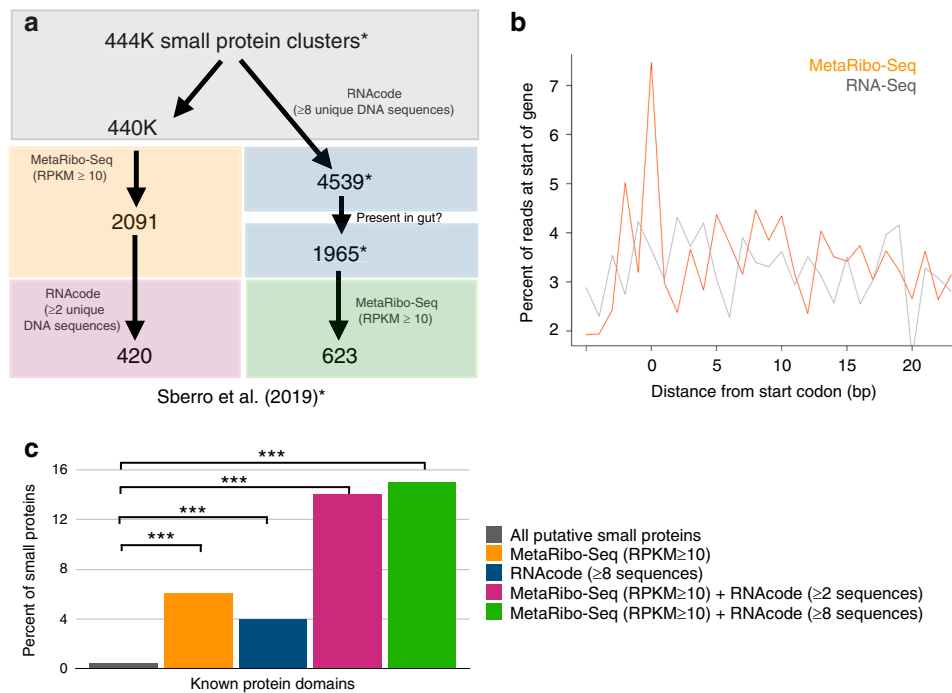 a
444K small protein clusters*
RNAcode
(≥8 unique DNA sequences)
440K
MetaRibo-Seq
(RPKM ≥ 10)
4539*
Present in gut?
2091
1965*
RNAcode
(≥2 unique
DNA sequences)
MetaRibo-Seq
(RPKM ≥ 10)
420
623
Sberro et al. (2019)*
b
MetaRibo-Seq
RNA-Seq
Percent of reads at start of gene
7
6
5
4
3
2
0
5
10
15
20
Distance from start codon (bp)
c
Percent of small proteins
16
12
8
4
0
***
***
***
***
Known protein domains
All putative small proteins
MetaRibo-Seq (RPKM≥10)
RNAcode (≥8 sequences)
MetaRibo-Seq (RPKM≥10) + RNAcode (≥2 sequences)
MetaRibo-Seq (RPKM≥10) + RNAcode (≥8 sequences)